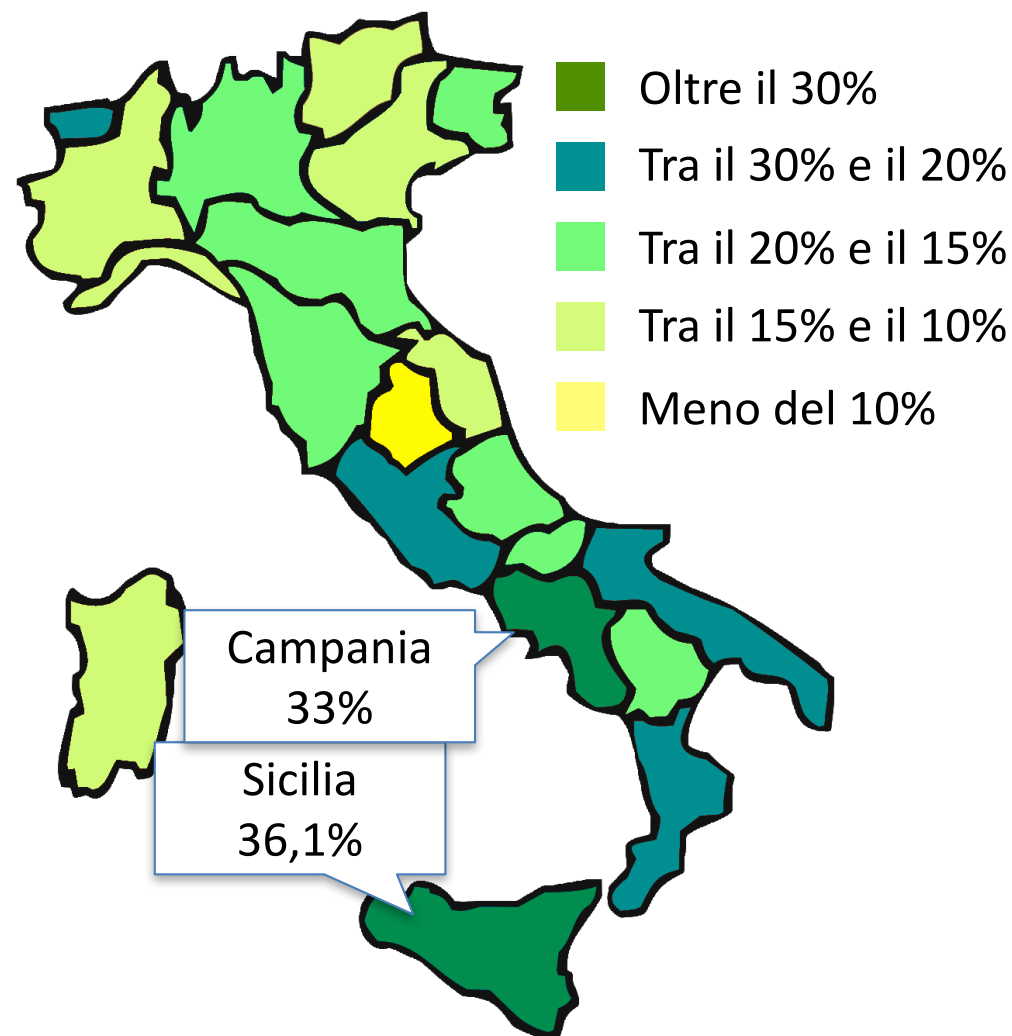 Oltre il 30%
Tra il 30% e il 20%
Tra il 20% e il 15%
Tra il 15% e il 10%
Meno del 10%
Campania
33%
Sicilia
36,1%